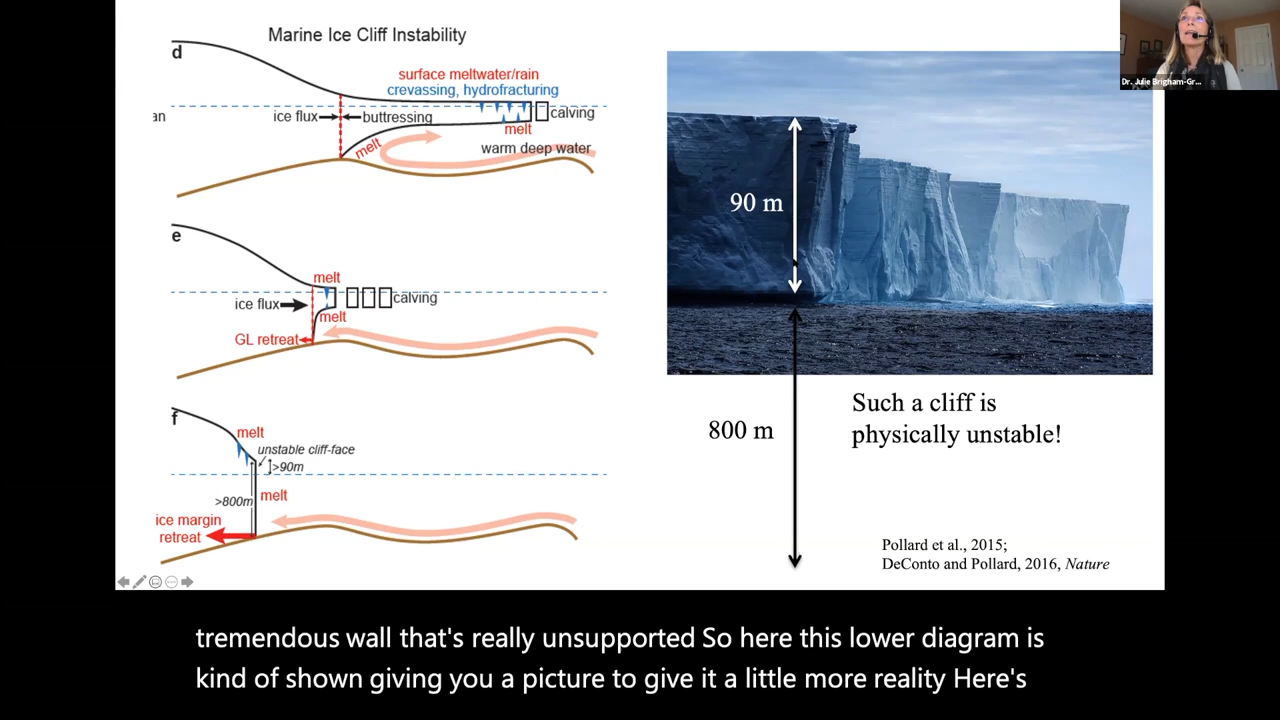 Marine Ice Cliff Instability
d
surface meltwater/rain
crevassing, hydrofracturing
an
ice flux
buttressing
calving
melt
melt
warm deep water
e
melt
ice flux
calving
melt
GL retreat
f
melt
unstable cliff-face
>90m
>800m
melt
ice margin
retreat
90 m
800 m
Such a cliff is
physically unstable!
Pollard et al., 2015;
DeConto and Pollard, 2016, Nature
Dr. Julie Brigham-Gr...
tremendous wall that's really unsupported So here this lower diagram is
kind of shown giving you a picture to give it a little more reality Here's